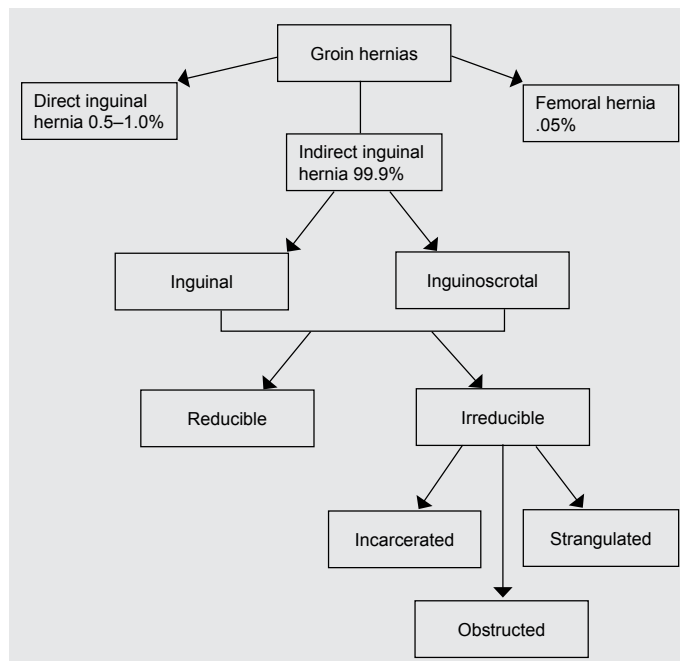 Groin hernias
Direct inguinal
hernia 0.5–1.0%
Femoral hernia
.05%
Indirect inguinal
hernia 99.9%
Inguinal
Inguinoscrotal
Reducible
Irreducible
Incarcerated
Strangulated
Obstructed